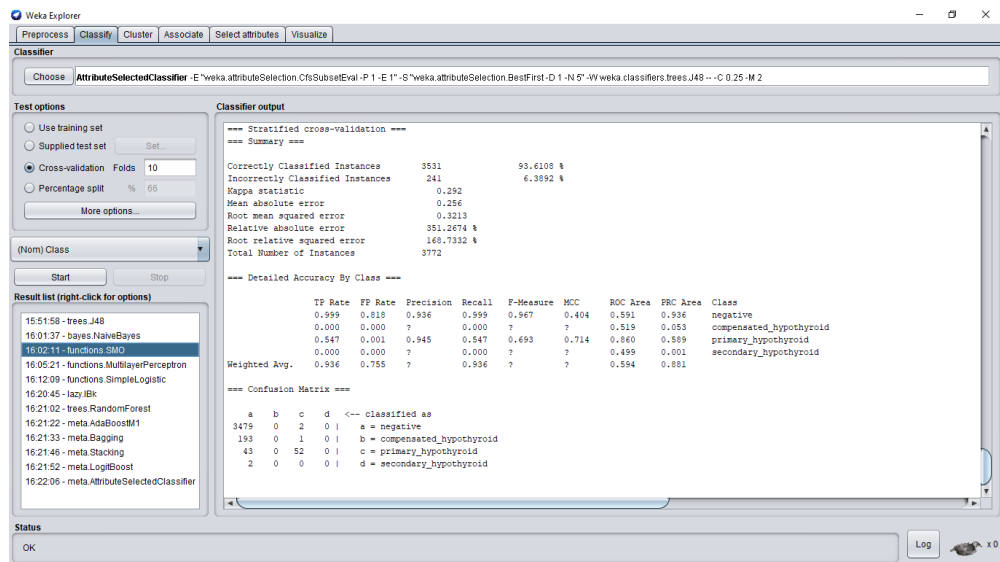 Weka Explorer
Preprocess Classify Cluster Associate Select attributes Visualize
Classifier
Choose AttributeSelectedClassifier -E "weka.attributeSelection.CfsSubsetEval -P 1 -E 1" -S "weka.attributeSelection.BestFirst -D 1 -N 5" -W weka.classifiers.trees.J48 -- -C 0.25 -M 2
Test options
Use training set
Supplied test set Set...
Cross-validation Folds 10
Percentage split % 66
More options...
(Nom) Class
Start Stop
Result list (right-click for options)
15:51:58 - trees.J48
16:01:37 - bayes.NaiveBayes
16:02:11 - functions.SMO
16:05:21 - functions.MultilayerPerceptron
16:12:09 - functions.SimpleLogistic
16:20:45 - lazy.IBk
16:21:02 - trees.RandomForest
16:21:22 - meta.AdaBoostM1
16:21:33 - meta.Bagging
16:21:46 - meta.Stacking
16:21:52 - meta.LogitBoost
16:22:06 - meta.AttributeSelectedClassifier
Classifier output
=== Stratified cross-validation ===
=== Summary ===
Correctly Classified Instances 3531 93.6108 %
Incorrectly Classified Instances 241 6.3892 %
Kappa statistic 0.292
Mean absolute error 0.256
Root mean squared error 0.3213
Relative absolute error 351.2674 %
Root relative squared error 168.7332 %
Total Number of Instances 3772
=== Detailed Accuracy By Class ===
TP Rate FP Rate Precision Recall F-Measure MCC ROC Area PRC Area Class
0.999 0.818 0.936 0.999 0.967 0.404 0.591 0.936 negative
0.000 0.000 ? 0.000 ? ? 0.519 0.053 compensated_hypothyroid
0.547 0.001 0.945 0.547 0.693 0.714 0.860 0.589 primary_hypothyroid
0.000 0.000 ? 0.000 ? ? 0.499 0.001 secondary_hypothyroid
Weighted Avg. 0.936 0.755 ? 0.936 ? ? 0.594 0.881
=== Confusion Matrix ===
a b c d <-- classified as
3479 0 2 0 | a = negative
193 0 1 0 | b = compensated_hypothyroid
43 0 52 0 | c = primary_hypothyroid
2 0 0 0 | d = secondary_hypothyroid
Status
OK
Log x 0